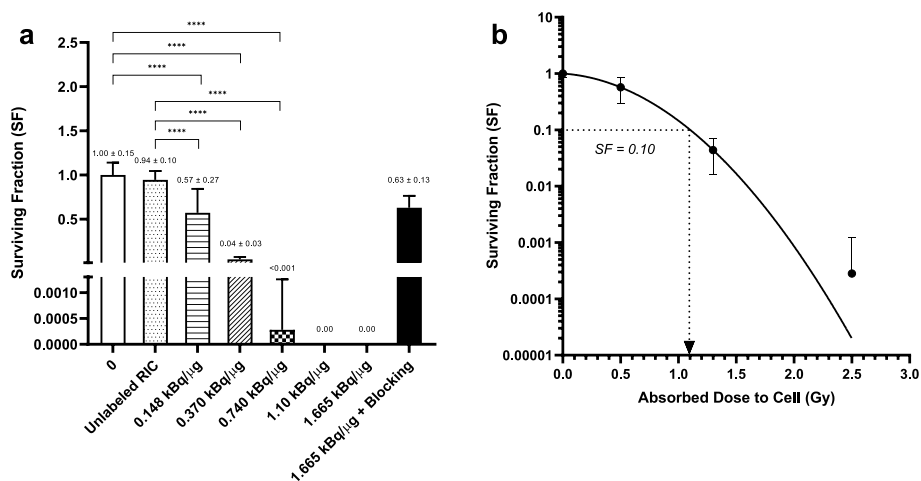 a
****
****
****
****
****
****
Surviving Fraction (SF)
2.5
2.0
1.5
1.0
0.5
0.0010
0.0005
0.0000
1.00 ± 0.15
0.94 ± 0.10
0.57 ± 0.27
0.04 ± 0.03
<0.001
0.00
0.00
0.63 ± 0.13
0
Unlabeled RIC
0.148 kBq/µg
0.370 kBq/µg
0.740 kBq/µg
1.10 kBq/µg
1.665 kBq/µg
1.665 kBq/µg + Blocking
b
Surviving Fraction (SF)
10
1
0.1
0.01
0.001
0.0001
0.00001
SF = 0.10
0.0 0.5 1.0 1.5 2.0 2.5 3.0
Absorbed Dose to Cell (Gy)